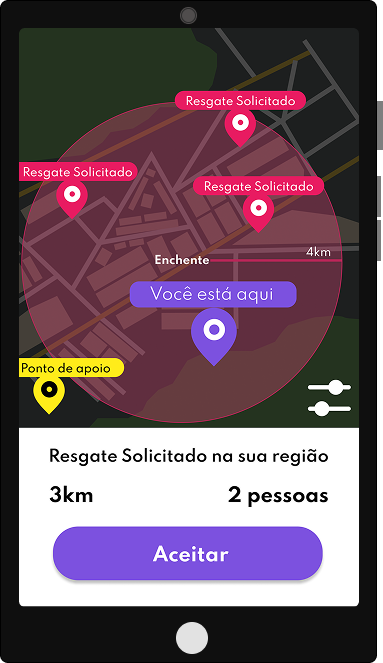 Resgate Solicitado
Resgate Solicitado
Resgate Solicitado
4km
Enchente
Você está aqui
Ponto de apoio
Resgate Solicitado na sua região
3km
2 pessoas
Aceitar